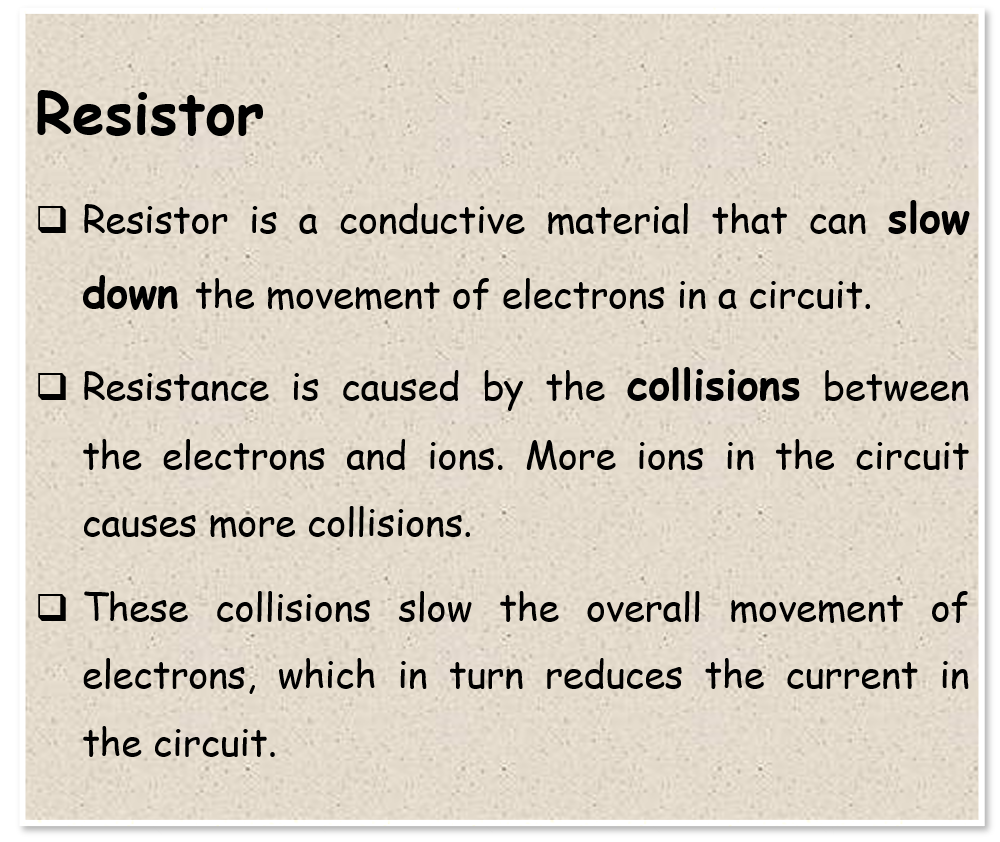 Resistor
❑ Resistor is a conductive material that can slow
down the movement of electrons in a circuit.
❑ Resistance is caused by the collisions between
the electrons and ions. More ions in the circuit
causes more collisions.
❑ These collisions slow the overall movement of
electrons, which in turn reduces the current in
the circuit.